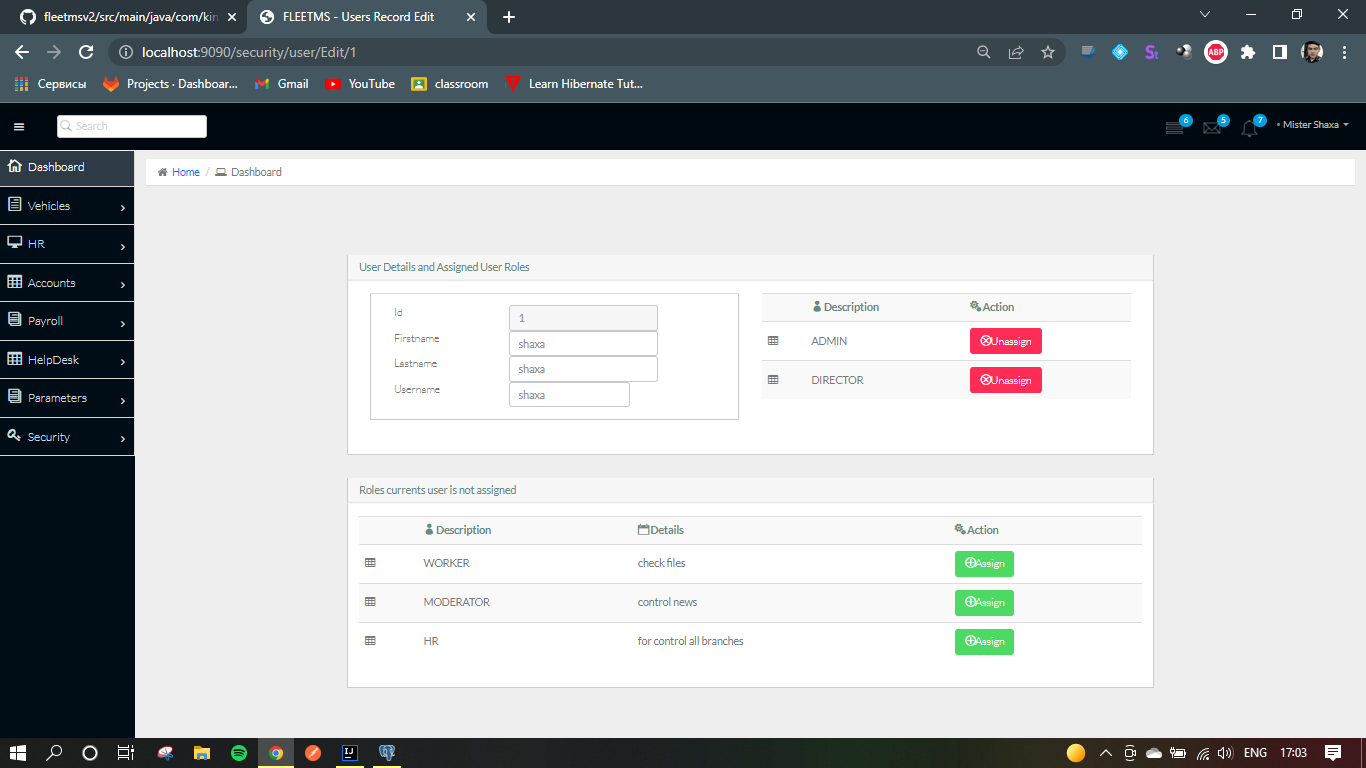 fleetmsv2/src/main/java/com/kin
FLEETMS - Users Record Edit
localhost:9090/security/user/Edit/1
ABP
Сервисы
Projects · Dashboar...
Gmail
YouTube
classroom
Learn Hibernate Tut...
Search
6
5
7
Mister Shaxa
Dashboard
Vehicles
HR
Accounts
Payroll
HelpDesk
Parameters
Security
Home / Dashboard
User Details and Assigned User Roles
Id 1
Firstname shaxa
Lastname shaxa
Username shaxa
Description Action
ADMIN Unassign
DIRECTOR Unassign
Roles currents user is not assigned
Description Details Action
WORKER check files Assign
MODERATOR control news Assign
HR for control all branches Assign
ENG 17:03